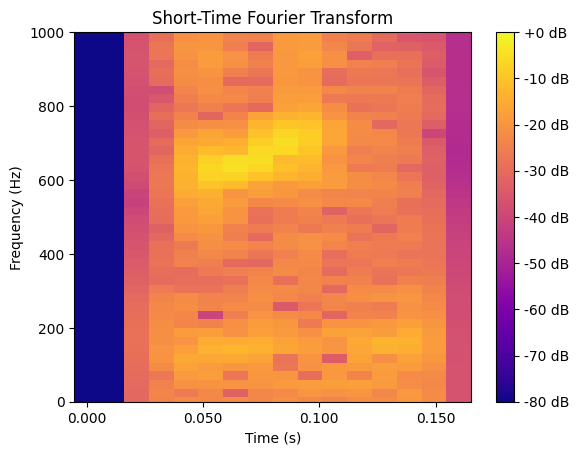 Short-Time Fourier Transform
Frequency (Hz)
1000
800
600
400
200
0
0.000
0.050
0.100
0.150
Time (s)
+0 dB
-10 dB
-20 dB
-30 dB
-40 dB
-50 dB
-60 dB
-70 dB
-80 dB